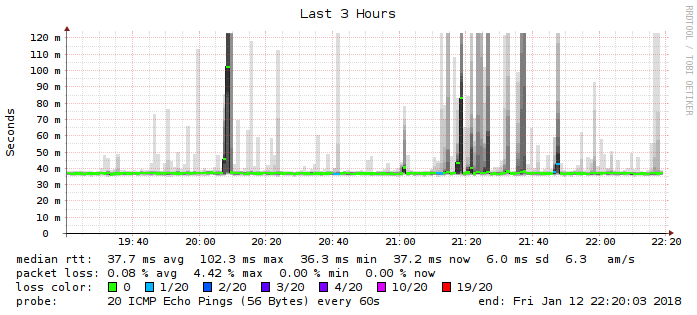 Last 3 Hours
RRDTOOL / TOBI OETIKER
Seconds
120 m
110 m
100 m
90 m
80 m
70 m
60 m
50 m
40 m
30 m
20 m
10 m
0
19:40 20:00 20:20 20:40 21:00 21:20 21:40 22:00 22:20
median rtt: 37.7 ms avg 102.3 ms max 36.3 ms min 37.2 ms now 6.0 ms sd 6.3 am/s
packet loss: 0.08 % avg 4.42 % max 0.00 % min 0.00 % now
loss color: 0 1/20 2/20 3/20 4/20 10/20 19/20
probe: 20 ICMP Echo Pings (56 Bytes) every 60s end: Fri Jan 12 22:20:03 2018